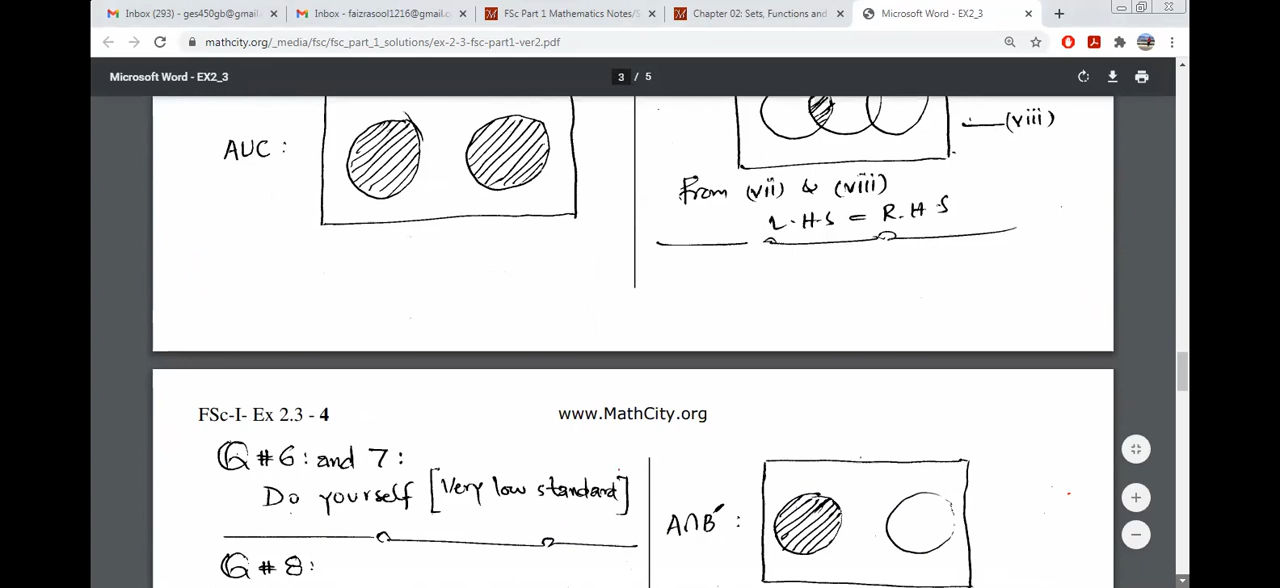 Inbox (293) - ges450gb@gmail.
Inbox - faizrasool1216@gmail.c
FSc Part 1 Mathematics Notes/S
Chapter 02: Sets, Functions and
Microsoft Word - EX2_3
mathcity.org/_media/fsc/fsc_part_1_solutions/ex-2-3-fsc-part1-ver2.pdf
Microsoft Word - EX2_3
3 / 5
AUC :
(viii)
From (vii) & (viii)
L.H.S = R.H.S
FSc-I- Ex 2.3 - 4
www.MathCity.org
Q # 6 : and 7 :
Do yourself [Very low standard]
Q # 8 :
A∩B′ :